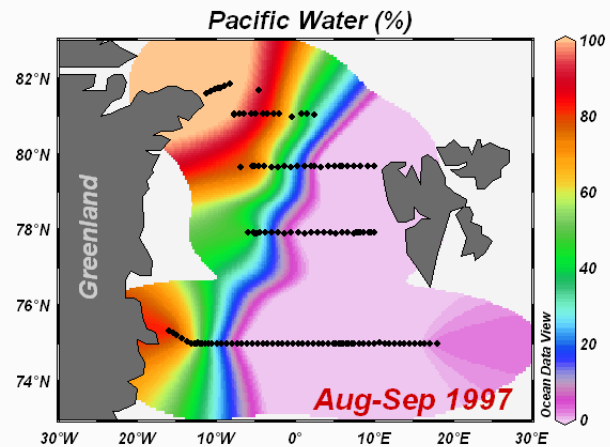 Pacific Water (%)
82°N
80°N
78°N
76°N
74°N
Greenland
Aug-Sep 1997
30°W
20°W
10°W
0°
10°E
20°E
30°E
Ocean Data View
100
80
60
40
20
0